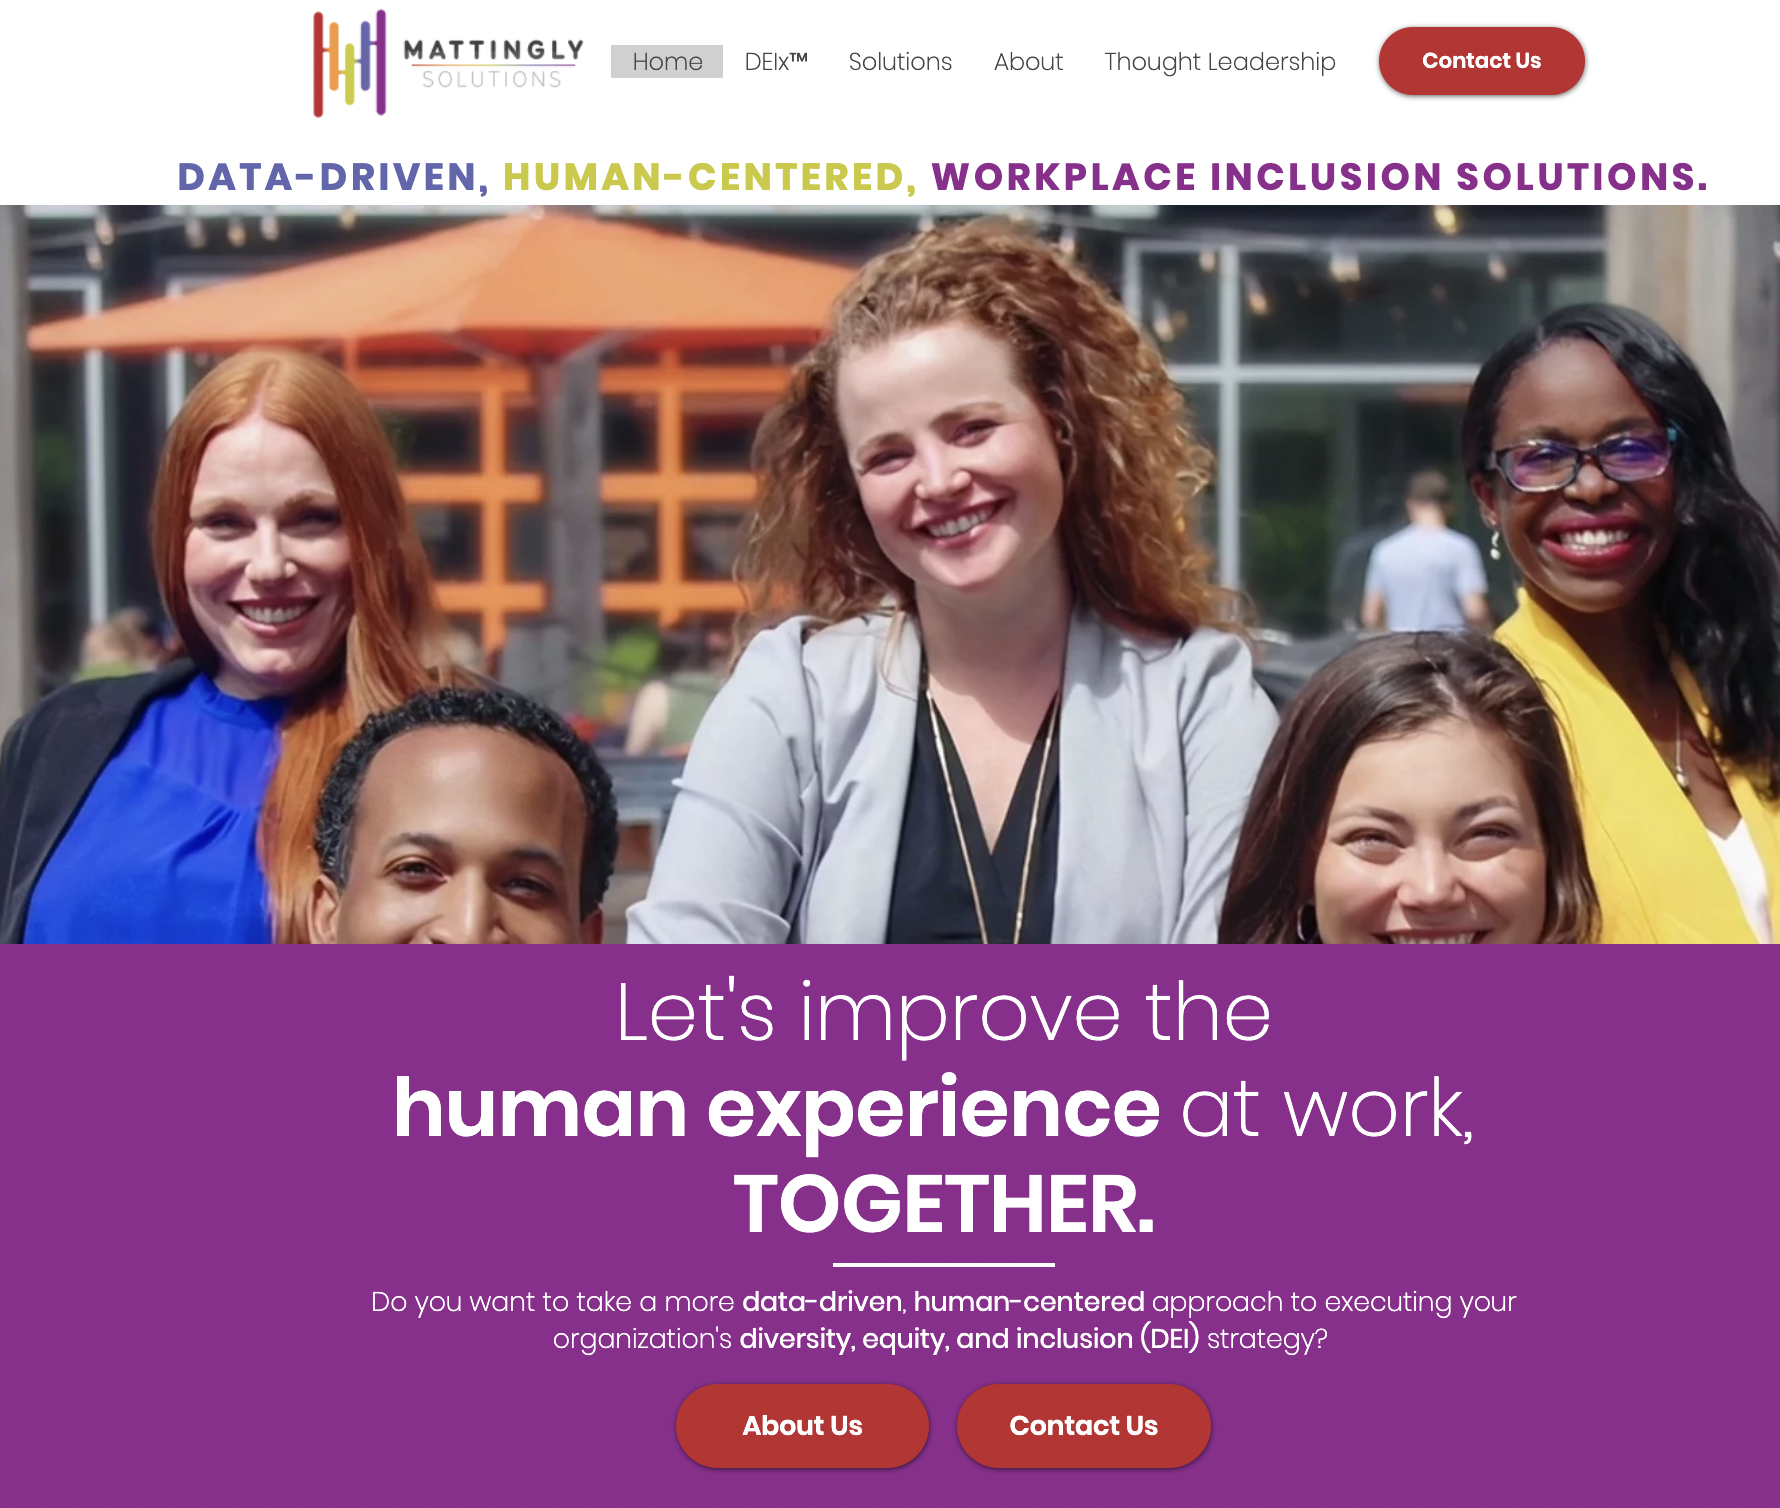 MATTINGLY
SOLUTIONS
Home DEIx™ Solutions About Thought Leadership Contact Us
DATA-DRIVEN, HUMAN-CENTERED, WORKPLACE INCLUSION SOLUTIONS.
Let's improve the
human experience at work,
TOGETHER.
Do you want to take a more data-driven, human-centered approach to executing your
organization's diversity, equity, and inclusion (DEI) strategy?
About Us Contact Us